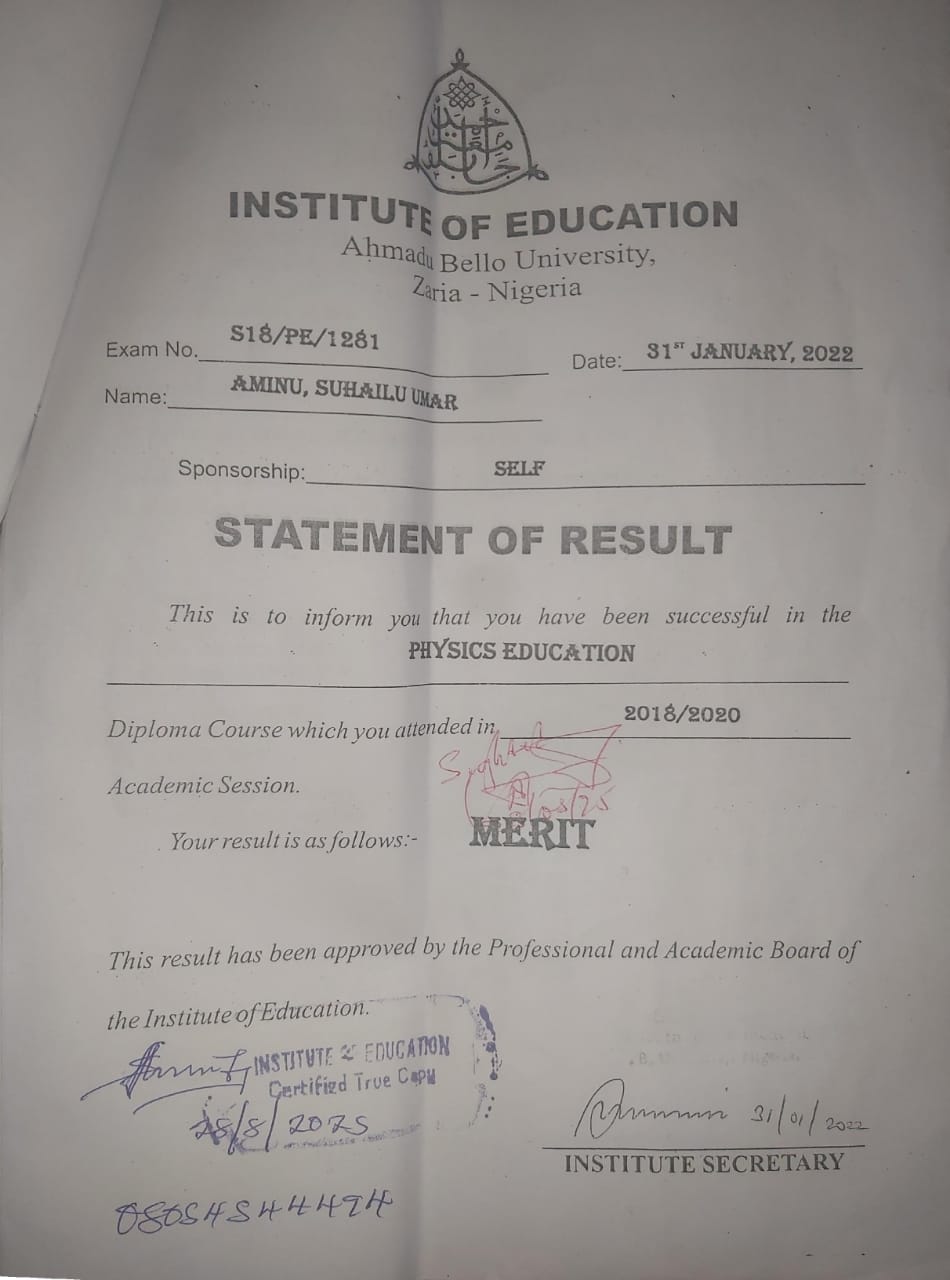 INSTITUTE OF EDUCATION
Ahmadu Bello University,
Zaria - Nigeria
Exam No. S18/PE/1281
Date: 31ST JANUARY, 2022
Name: AMINU, SUHAILU UMAR
Sponsorship: SELF
STATEMENT OF RESULT
This is to inform you that you have been successful in the
PHYSICS EDUCATION
Diploma Course which you attended in 2018/2020
Academic Session.
Your result is as follows:- MERIT
This result has been approved by the Professional and Academic Board of
the Institute of Education.
INSTITUTE OF EDUCATION
Certified True Copy
28/8/2025
31/01/2022
INSTITUTE SECRETARY